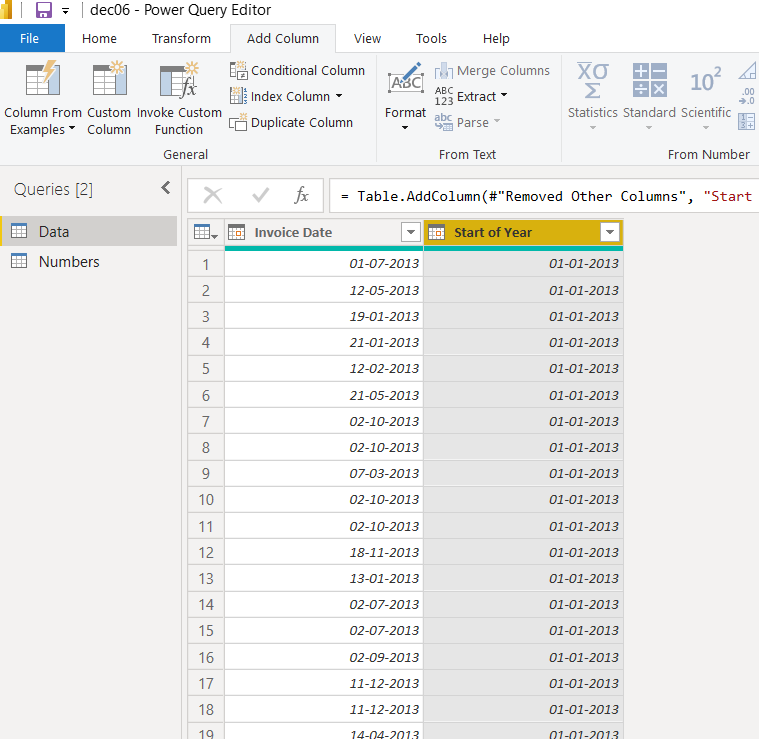 dec06 - Power Query Editor
File Home Transform Add Column View Tools Help
Column From Examples
Custom Column
Invoke Custom Function
Conditional Column
Index Column
Duplicate Column
General
ABC
Format
Merge Columns
ABC 123 Extract
abc Parse
From Text
XΣσ Statistics
Standard
10² Scientific
.00 →.0
From Number
Queries [2]
Data
Numbers
fx = Table.AddColumn(#"Removed Other Columns", "Start
Invoice Date Start of Year
1 01-07-2013 01-01-2013
2 12-05-2013 01-01-2013
3 19-01-2013 01-01-2013
4 21-01-2013 01-01-2013
5 12-02-2013 01-01-2013
6 21-05-2013 01-01-2013
7 02-10-2013 01-01-2013
8 02-10-2013 01-01-2013
9 07-03-2013 01-01-2013
10 02-10-2013 01-01-2013
11 02-10-2013 01-01-2013
12 18-11-2013 01-01-2013
13 13-01-2013 01-01-2013
14 02-07-2013 01-01-2013
15 02-07-2013 01-01-2013
16 02-09-2013 01-01-2013
17 11-12-2013 01-01-2013
18 11-12-2013 01-01-2013
19 14-04-2013 01-01-2013